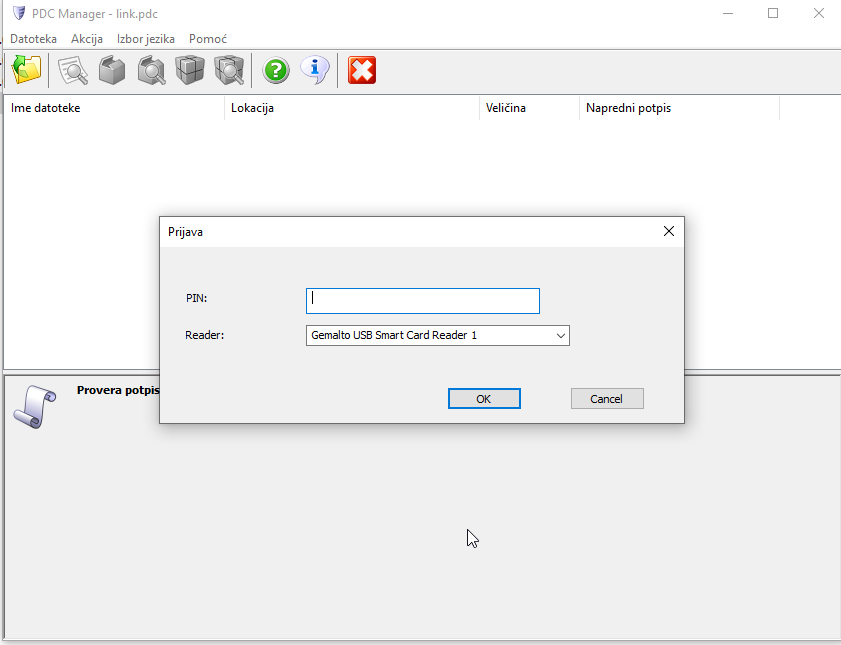 PDC Manager - link.pdc
Datoteka Akcija Izbor jezika Pomoć
Ime datoteke Lokacija Veličina Napredni potpis
Prijava
PIN:
Reader: Gemalto USB Smart Card Reader 1
OK Cancel
Provera potpis